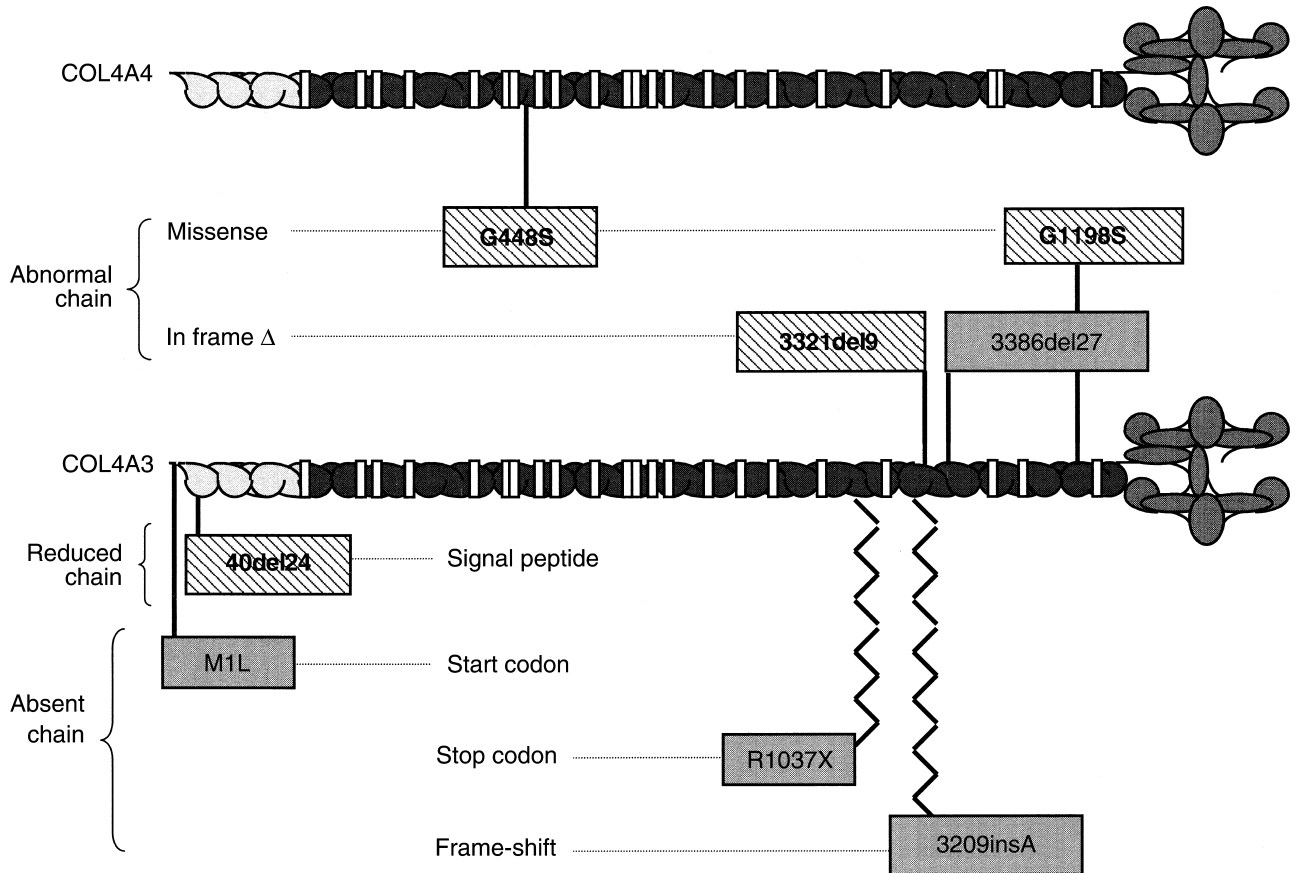 COL4A4
Missense
G448S
G1198S
Abnormal
chain
In frame Δ
3321del9
3386del27
COL4A3
Reduced
chain
40del24
Signal peptide
M1L
Start codon
Absent
chain
Stop codon
R1037X
Frame-shift
3209insA